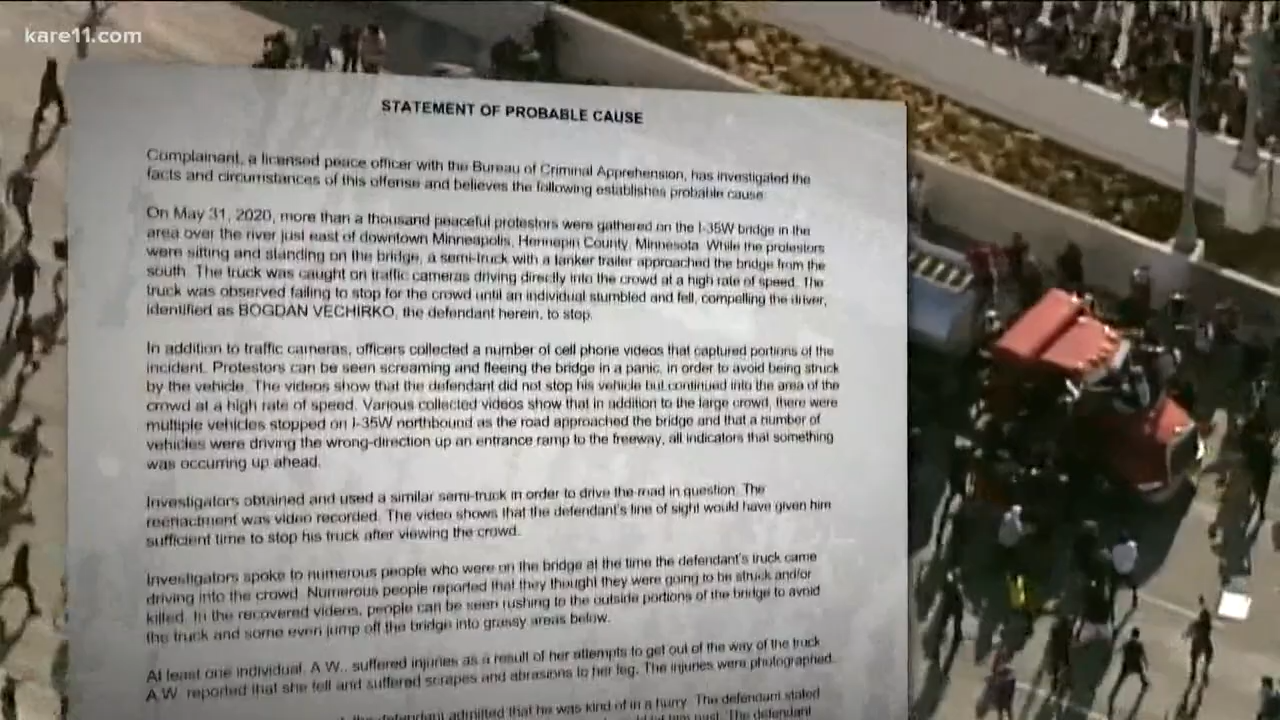 kare11.com
STATEMENT OF PROBABLE CAUSE
Complainant, a licensed peace officer with the Bureau of Criminal Apprehension, has investigated the
facts and circumstances of this offense and believes the following establishes probable cause:
On May 31, 2020, more than a thousand peaceful protestors were gathered on the I-35W bridge in the
area over the river just east of downtown Minneapolis, Hennepin County, Minnesota. While the protestors
were sitting and standing on the bridge, a semi-truck with a tanker trailer approached the bridge from the
south. The truck was caught on traffic cameras driving directly into the crowd at a high rate of speed. The
truck was observed failing to stop for the crowd until an individual stumbled and fell, compelling the driver,
identified as BOGDAN VECHIRKO, the defendant herein, to stop.
In addition to traffic cameras, officers collected a number of cell phone videos that captured portions of the
incident. Protestors can be seen screaming and fleeing the bridge in a panic, in order to avoid being struck
by the vehicle. The videos show that the defendant did not stop his vehicle but continued into the area of the
crowd at a high rate of speed. Various collected videos show that in addition to the large crowd, there were
multiple vehicles stopped on I-35W northbound as the road approached the bridge and that a number of
vehicles were driving the wrong-direction up an entrance ramp to the freeway, all indicators that something
was occurring up ahead.
Investigators obtained and used a similar semi-truck in order to drive the road in question. The
reenactment was video recorded. The video shows that the defendant's line of sight would have given him
sufficient time to stop his truck after viewing the crowd.
Investigators spoke to numerous people who were on the bridge at the time the defendant's truck came
driving into the crowd. Numerous people reported that they thought they were going to be struck and/or
killed. In the recovered videos, people can be seen rushing to the outside portions of the bridge to avoid
the truck and some even jump off the bridge into grassy areas below.
At least one individual, A.W., suffered injuries as a result of her attempts to get out of the way of the truck
A.W. reported that she fell and suffered scrapes and abrasions to her leg. The injuries were photographed.
the defendant admitted that he was kind of in a hurry. The defendant stated
The defendant